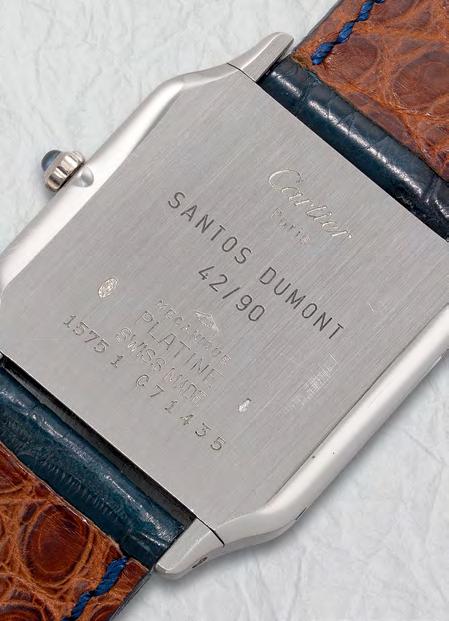 Cartier
Paris
SANTOS DUMONT
42/90
MECANIQUE
PLATINE
SWISS MADE
1575 1 C71435